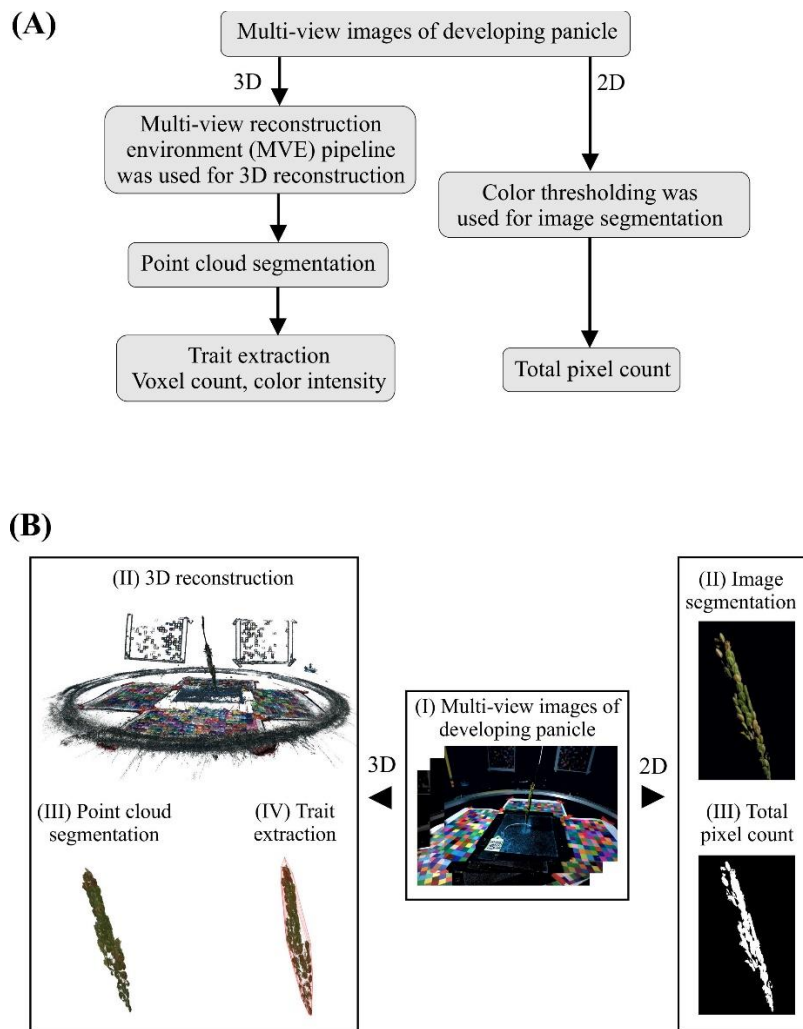 (A)
Multi-view images of developing panicle
3D
2D
Multi-view reconstruction
environment (MVE) pipeline
was used for 3D reconstruction
Color thresholding was
used for image segmentation
Point cloud segmentation
Trait extraction
Voxel count, color intensity
Total pixel count
(B)
(II) 3D reconstruction
(II) Image
segmentation
(I) Multi-view images of
developing panicle
3D
2D
(III) Point cloud
segmentation
(IV) Trait
extraction
(III) Total
pixel count